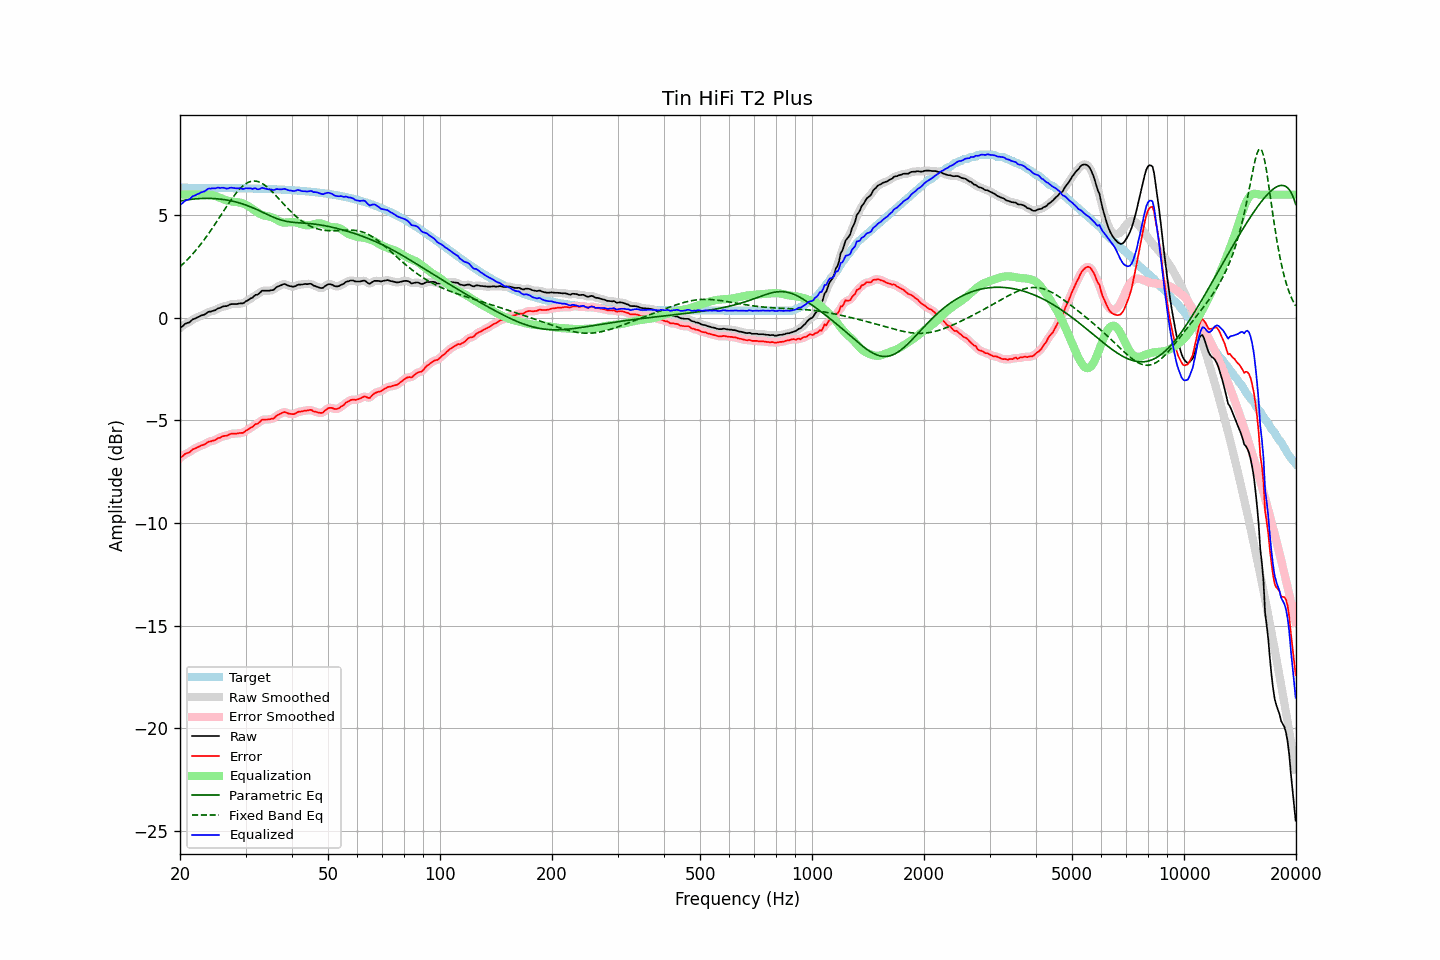 Tin HiFi T2 Plus
Amplitude (dBr)
5
0
−5
−10
−15
−20
−25
Target
Raw Smoothed
Error Smoothed
Raw
Error
Equalization
Parametric Eq
Fixed Band Eq
Equalized
20 50 100 200 500 1000 2000 5000 10000 20000
Frequency (Hz)